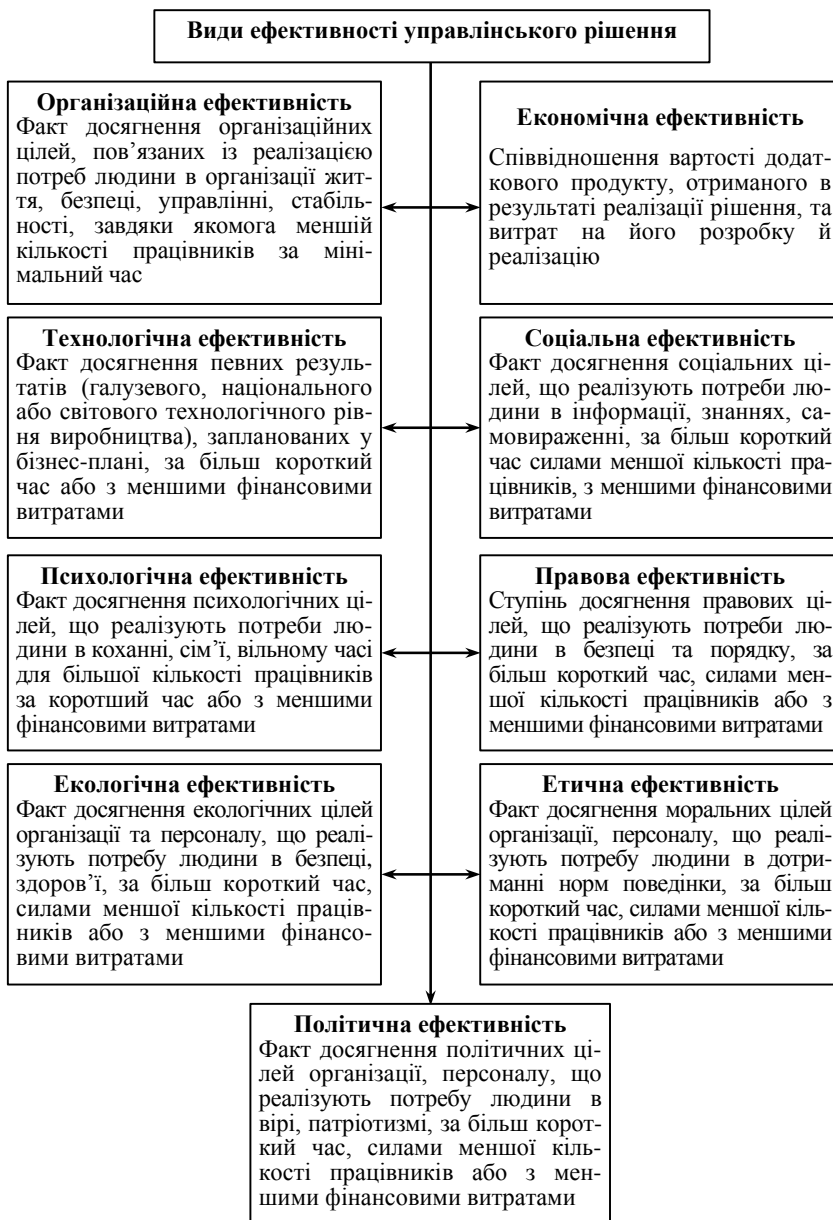 Види ефективності управлінського рішення
Організаційна ефективність
Факт досягнення організаційних
цілей, пов’язаних із реалізацією
потреб людини в організації жит-
тя, безпеці, управлінні, стабіль-
ності, завдяки якомога меншій
кількості працівників за міні-
мальний час
Економічна ефективність
Співвідношення вартості додат-
кового продукту, отриманого в
результаті реалізації рішення, та
витрат на його розробку й
реалізацію
Технологічна ефективність
Факт досягнення певних резуль-
татів (галузевого, національного
або світового технологічного рів-
ня виробництва), запланованих у
бізнес-плані, за більш короткий
час або з меншими фінансовими
витратами
Соціальна ефективність
Факт досягнення соціальних ці-
лей, що реалізують потреби лю-
дини в інформації, знаннях, са-
мовираженні, за більш короткий
час силами меншої кількості пра-
цівників, з меншими фінансовими
витратами
Психологічна ефективність
Факт досягнення психологічних ці-
лей, що реалізують потреби лю-
дини в коханні, сім’ї, вільному часі
для більшої кількості працівників
за коротший час або з меншими
фінансовими витратами
Правова ефективність
Ступінь досягнення правових ці-
лей, що реалізують потреби лю-
дини в безпеці та порядку, за
більш короткий час, силами мен-
шої кількості працівників або з
меншими фінансовими витратами
Екологічна ефективність
Факт досягнення екологічних цілей
організації та персоналу, що реалі-
зують потребу людини в безпеці,
здоров’ї, за більш короткий час,
силами меншої кількості праців-
ників або з меншими фінансо-
вими витратами
Етична ефективність
Факт досягнення моральних цілей
організації, персоналу, що реалі-
зують потребу людини в дотри-
манні норм поведінки, за більш
короткий час, силами меншої кіль-
кості працівників або з меншими
фінансовими витратами
Політична ефективність
Факт досягнення політичних ці-
лей організації, персоналу, що
реалізують потребу людини в
вірі, патріотизмі, за більш корот-
кий час, силами меншої кіль-
кості працівників або з мен-
шими фінансовими витратами